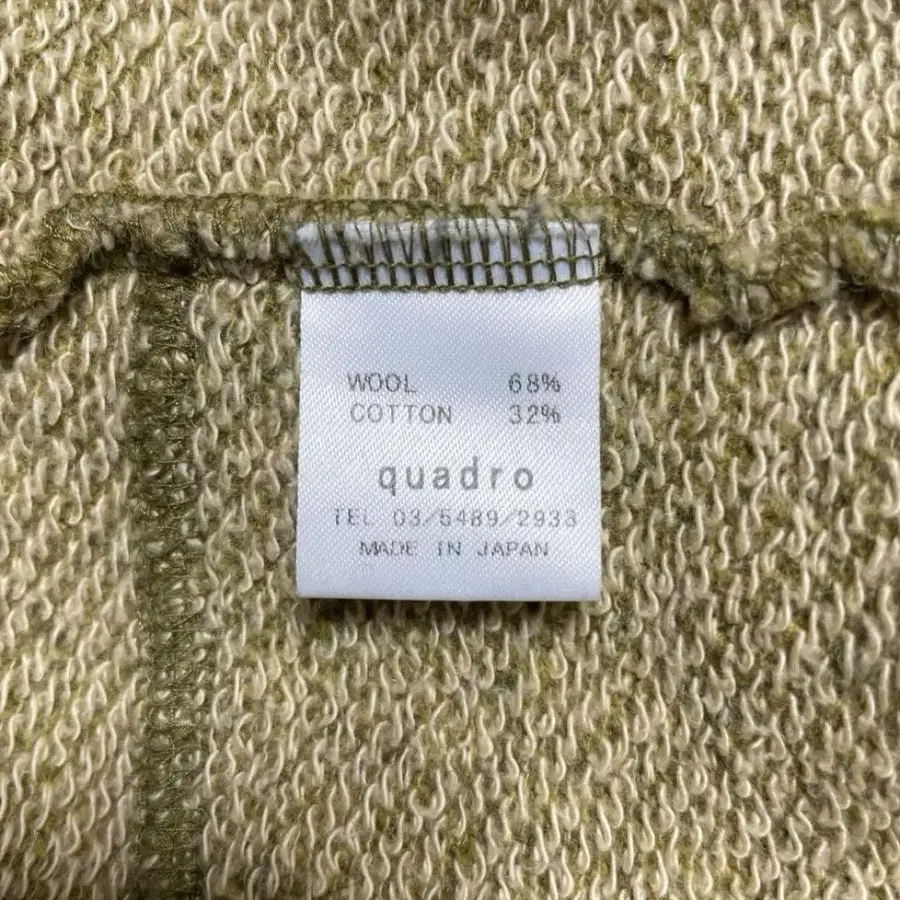 WOOL 68%
COTTON 32%
quadro
TEL 03/5489/2933
MADE IN JAPAN